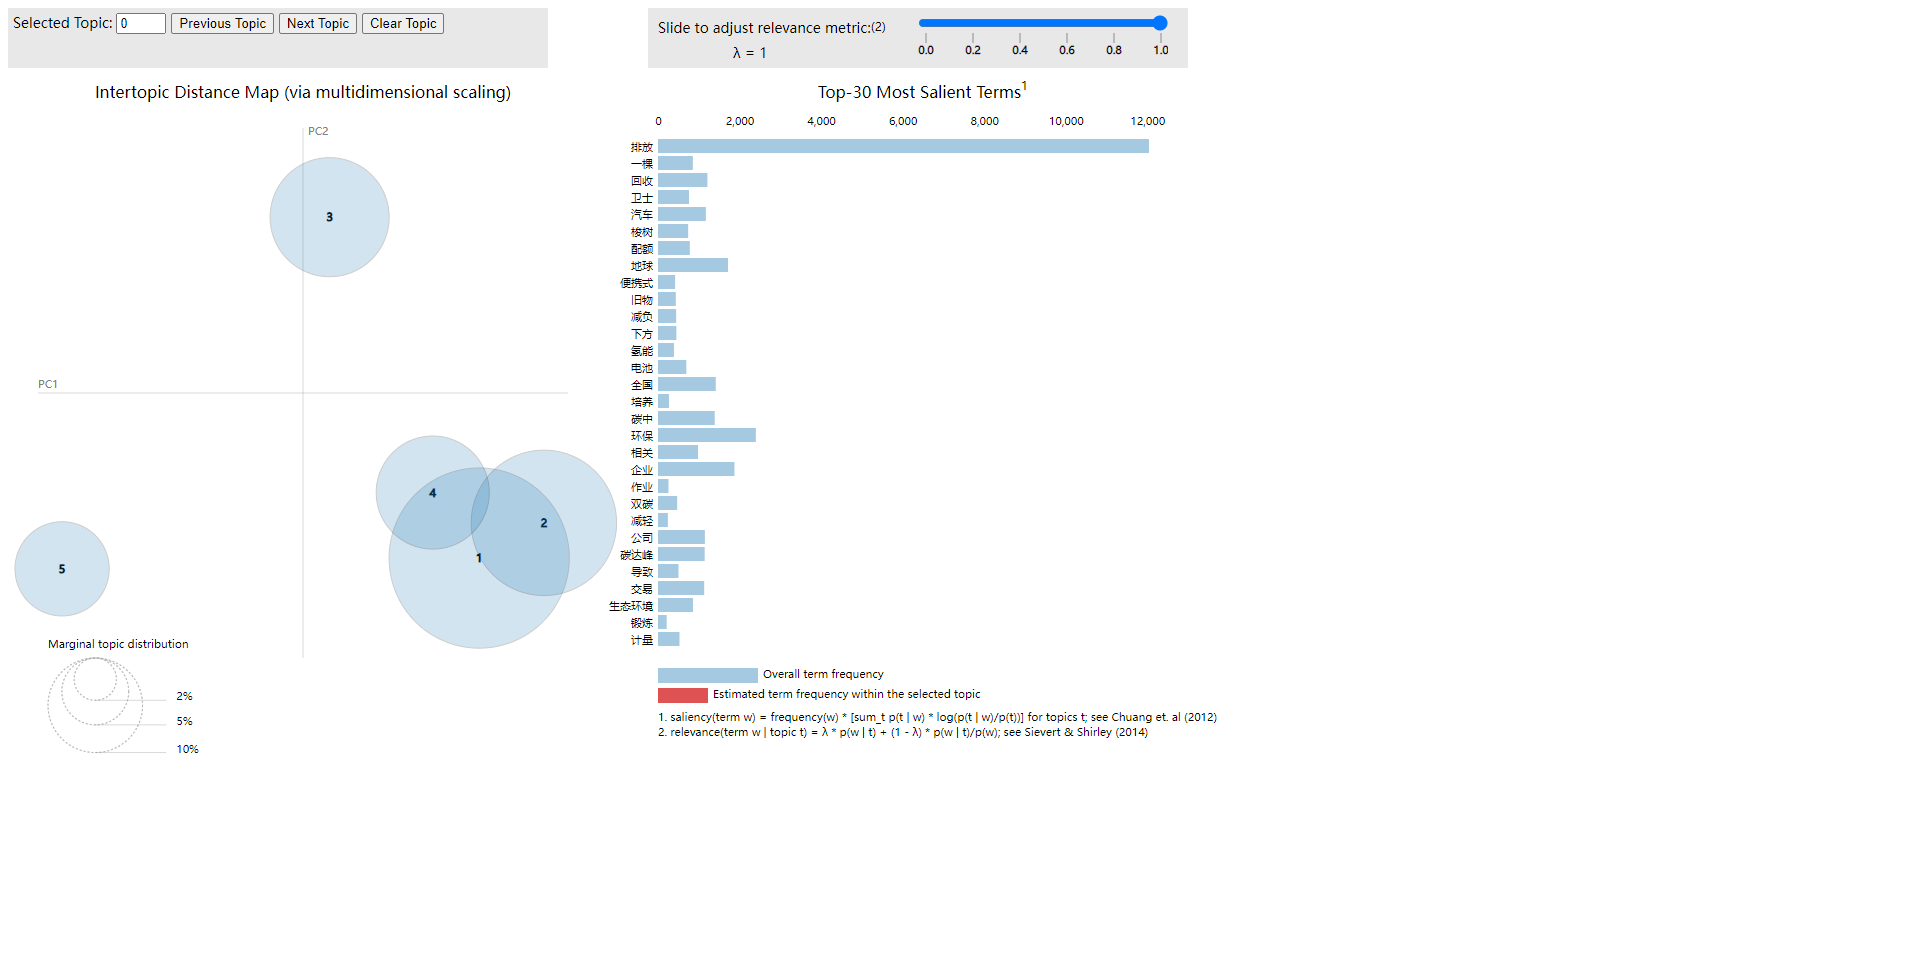 Selected Topic: 0 Previous Topic Next Topic Clear Topic
Slide to adjust relevance metric:(2)
λ = 1
0.0 0.2 0.4 0.6 0.8 1.0
Intertopic Distance Map (via multidimensional scaling)
PC2
PC1
3
4
2
1
5
Marginal topic distribution
2%
5%
10%
Top-30 Most Salient Terms1
0 2,000 4,000 6,000 8,000 10,000 12,000
排放
一棵
回收
卫士
汽车
梭树
配额
地球
便携式
旧物
减负
下方
氢能
电池
全国
培养
碳中
环保
相关
企业
作业
双碳
减轻
公司
碳达峰
导致
交易
生态环境
锻炼
计量
Overall term frequency
Estimated term frequency within the selected topic
1. saliency(term w) = frequency(w) * [sum_t p(t | w) * log(p(t | w)/p(t))] for topics t; see Chuang et. al (2012)
2. relevance(term w | topic t) = λ * p(w | t) + (1 - λ) * p(w | t)/p(w); see Sievert & Shirley (2014)